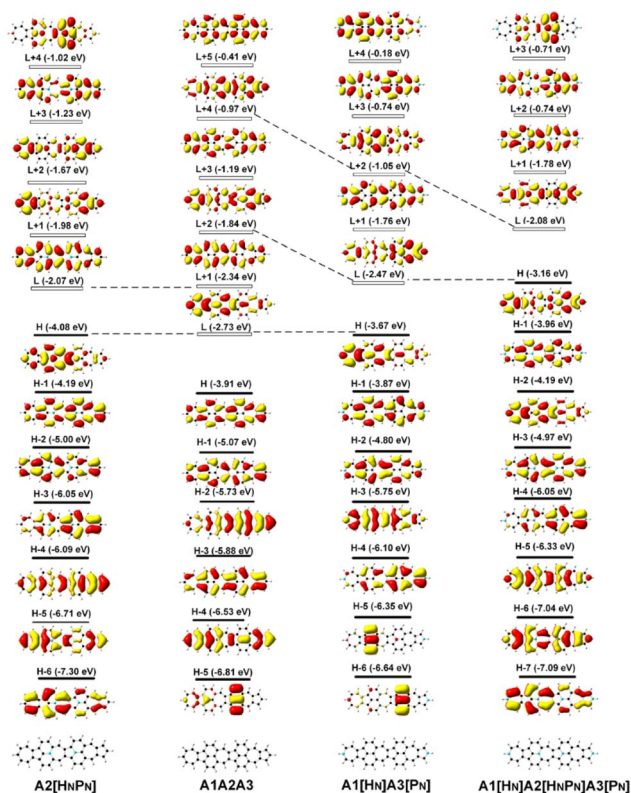 L+4 (-1.02 eV)
L+3 (-1.23 eV)
L+2 (-1.67 eV)
L+1 (-1.98 eV)
L (-2.07 eV)
H (-4.08 eV)
H-1 (-4.19 eV)
H-2 (-5.00 eV)
H-3 (-6.05 eV)
H-4 (-6.09 eV)
H-5 (-6.71 eV)
H-6 (-7.30 eV)
A2[HNPN]
L+5 (-0.41 eV)
L+4 (-0.97 eV)
L+3 (-1.19 eV)
L+2 (-1.84 eV)
L+1 (-2.34 eV)
L (-2.73 eV)
H (-3.91 eV)
H-1 (-5.07 eV)
H-2 (-5.73 eV)
H-3 (-5.88 eV)
H-4 (-6.53 eV)
H-5 (-6.81 eV)
A1A2A3
L+4 (-0.18 eV)
L+3 (-0.74 eV)
L+2 (-1.05 eV)
L+1 (-1.76 eV)
L (-2.47 eV)
H (-3.67 eV)
H-1 (-3.87 eV)
H-2 (-4.80 eV)
H-3 (-5.75 eV)
H-4 (-6.10 eV)
H-5 (-6.35 eV)
H-6 (-6.64 eV)
A1[HN]A3[PN]
L+3 (-0.71 eV)
L+2 (-0.74 eV)
L+1 (-1.78 eV)
L (-2.08 eV)
H (-3.16 eV)
H-1 (-3.96 eV)
H-2 (-4.19 eV)
H-3 (-4.97 eV)
H-4 (-6.05 eV)
H-5 (-6.33 eV)
H-6 (-7.04 eV)
H-7 (-7.09 eV)
A1[HN]A2[HNPN]A3[PN]